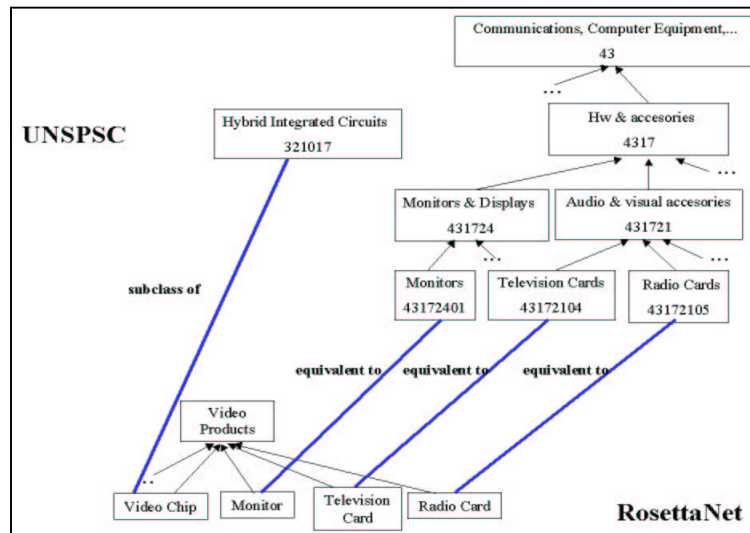 Communications, Computer Equipment,...
43
...
Hybrid Integrated Circuits
321017
Hw & accesories
4317
UNSPSC
...
Monitors & Displays
431724
Audio & visual accesories
431721
...
...
Monitors
43172401
Television Cards
43172104
Radio Cards
43172105
subclass of
equivalent to
equivalent to
equivalent to
Video
Products
..
Video Chip
Monitor
Television
Card
Radio Card
RosettaNet